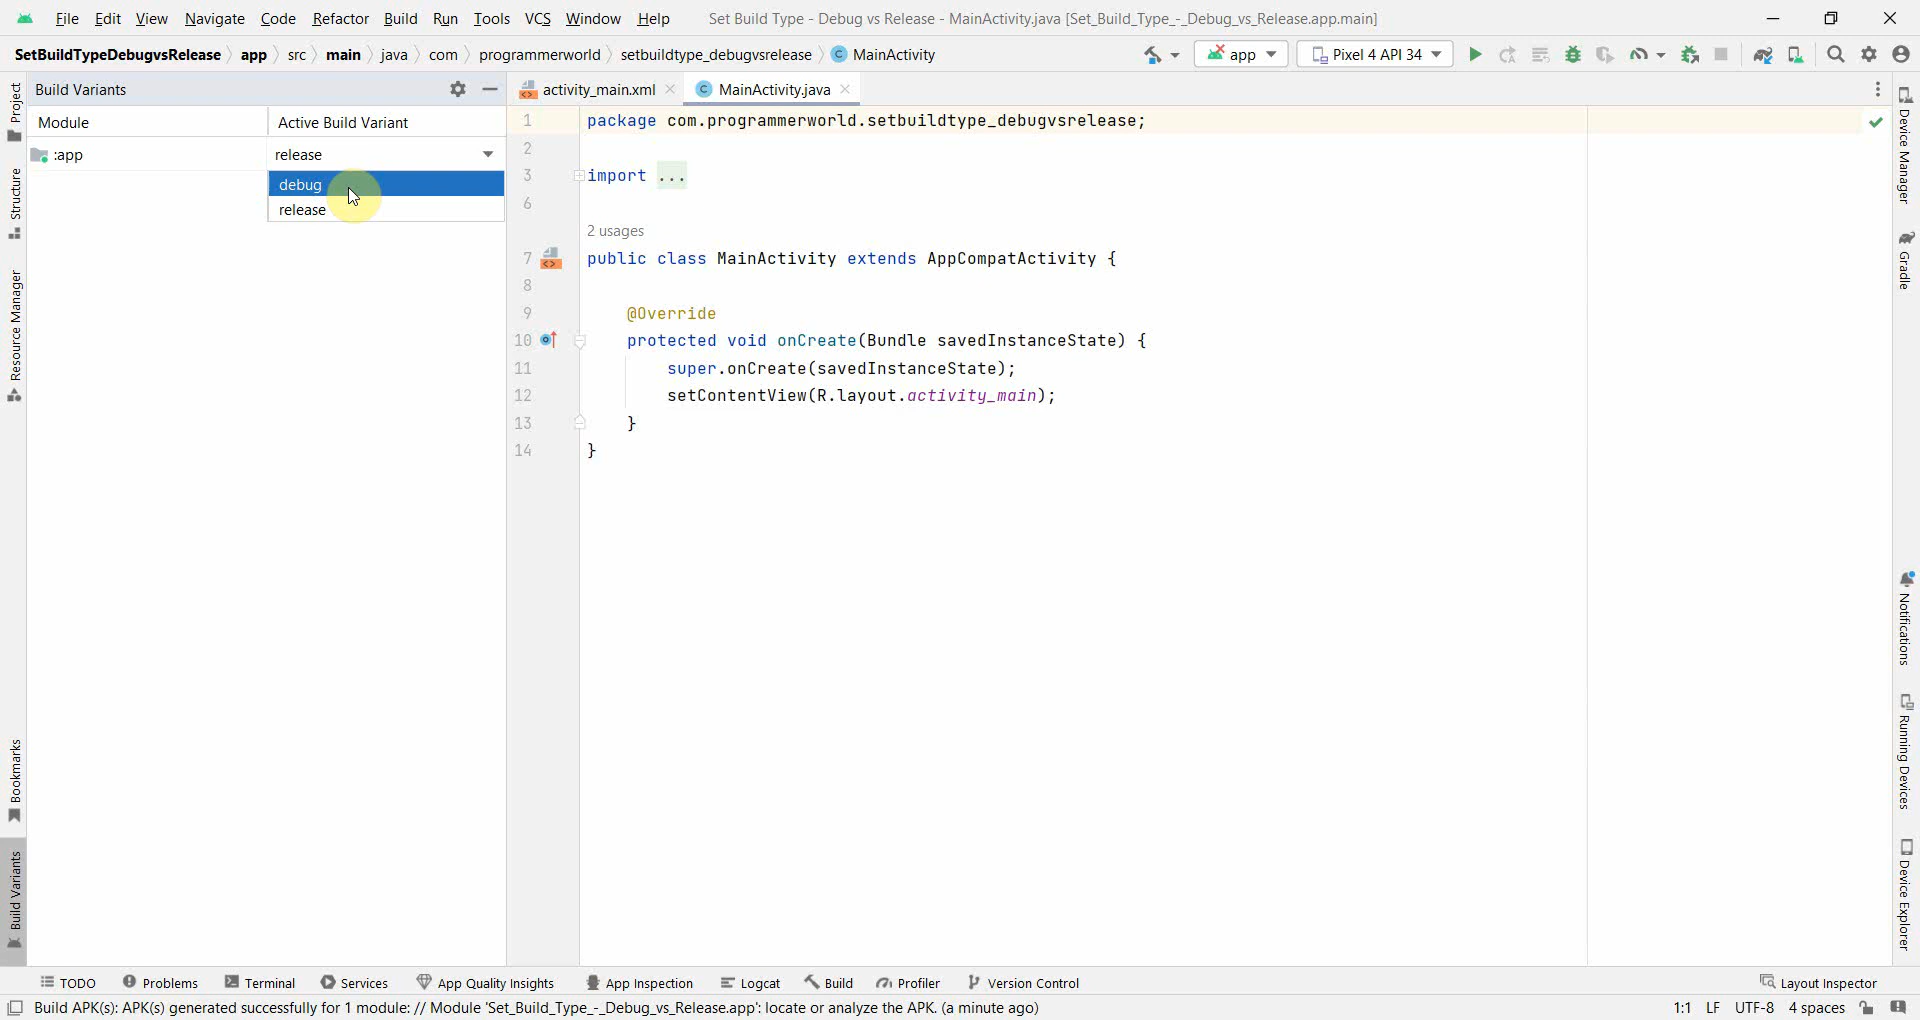 File Edit View Navigate Code Refactor Build Run Tools VCS Window Help Set Build Type - Debug vs Release - MainActivity.java [Set_Build_Type_-_Debug_vs_Release.app.main]
SetBuildTypeDebugvsRelease app src main java com programmerworld setbuildtype_debugvsrelease C MainActivity app Pixel 4 API 34
Build Variants
activity_main.xml C MainActivity.java
Module Active Build Variant
:app release
debug
release
1 package com.programmerworld.setbuildtype_debugvsrelease;
2
3 import ...
6
2 usages
7 public class MainActivity extends AppCompatActivity {
8
9 @Override
10 protected void onCreate(Bundle savedInstanceState) {
11 super.onCreate(savedInstanceState);
12 setContentView(R.layout.activity_main);
13 }
14 }
Project
Structure
Resource Manager
Bookmarks
Build Variants
Device Manager
Gradle
Notifications
Running Devices
Device Explorer
TODO Problems Terminal Services App Quality Insights App Inspection Logcat Build Profiler Version Control Layout Inspector
Build APK(s): APK(s) generated successfully for 1 module: // Module 'Set_Build_Type_-_Debug_vs_Release.app': locate or analyze the APK. (a minute ago) 1:1 LF UTF-8 4 spaces